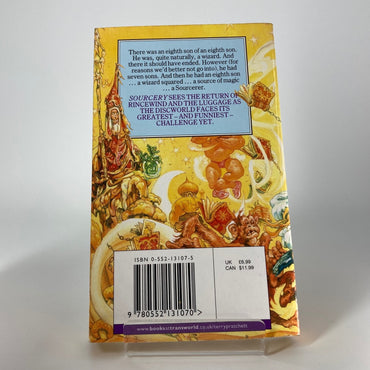 There was an eighth son of an eighth son.
He was, quite naturally, a wizard. And
there it should have ended. However (for
reasons we'd better not go into), he had
seven sons. And then he had an eighth son
. . . a wizard squared . . . a source of magic
. . . a Sourcerer.
SOURCERY SEES THE RETURN OF
RINCEWIND AND THE LUGGAGE AS
THE DISCWORLD FACES ITS
GREATEST – AND FUNNIEST –
CHALLENGE YET.
ISBN 0-552-13107-5
9 780552 131070 >
UK £6.99
CAN $11.99
www.booksattransworld.co.uk/terrypratchett